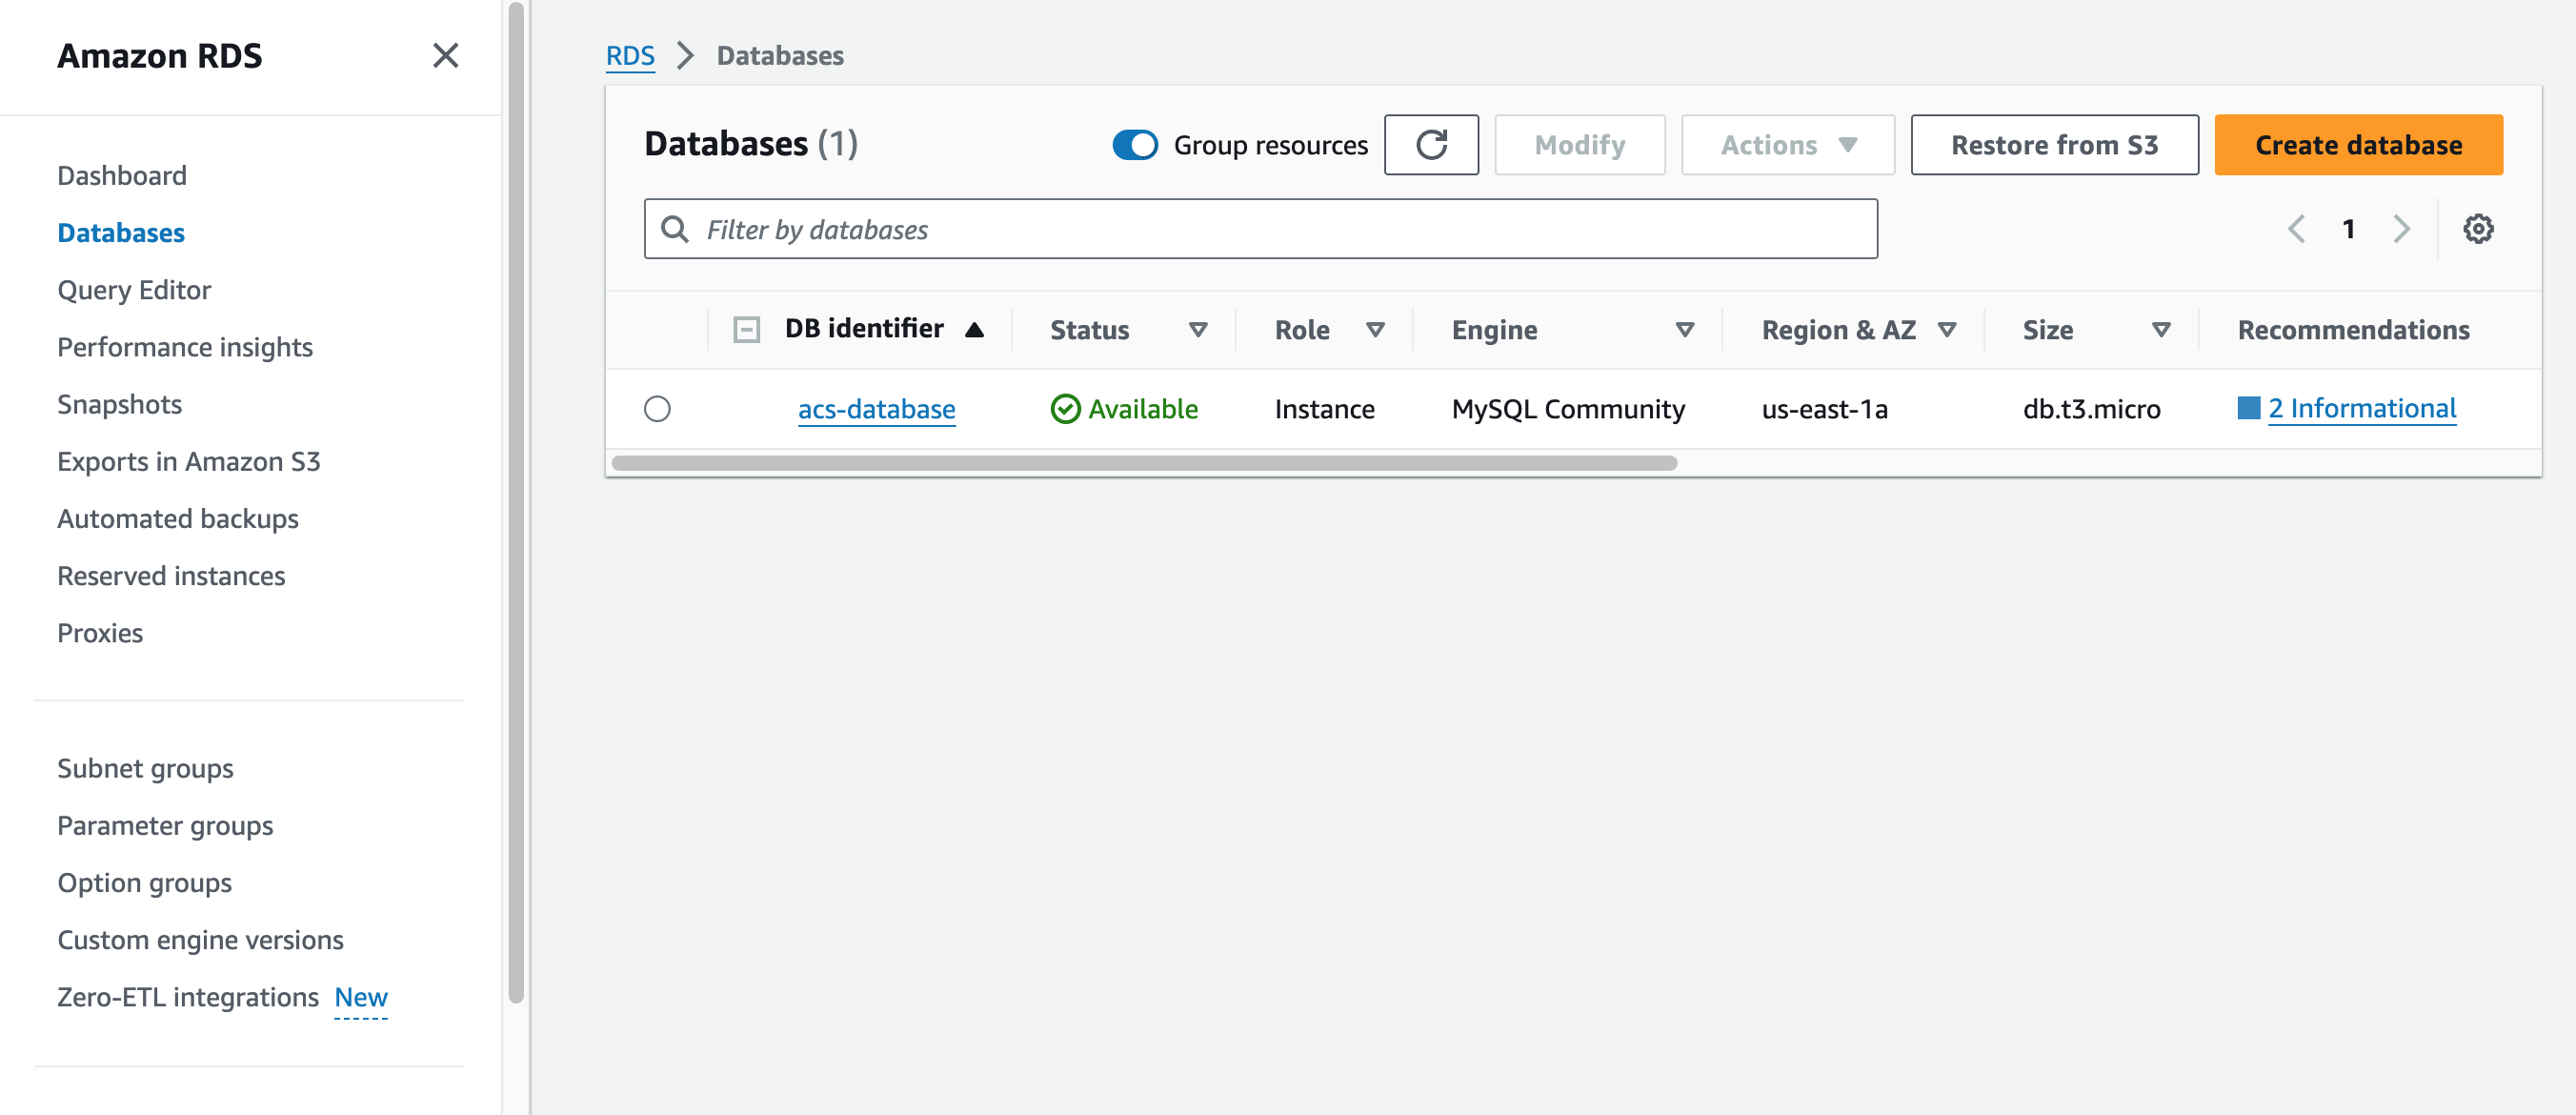 Amazon RDS
Dashboard
Databases
Query Editor
Performance insights
Snapshots
Exports in Amazon S3
Automated backups
Reserved instances
Proxies
Subnet groups
Parameter groups
Option groups
Custom engine versions
Zero-ETL integrations New
RDS Databases
Databases (1) Group resources Modify Actions Restore from S3 Create database
Filter by databases 1
DB identifier Status Role Engine Region & AZ Size Recommendations
acs-database Available Instance MySQL Community us-east-1a db.t3.micro 2 Informational